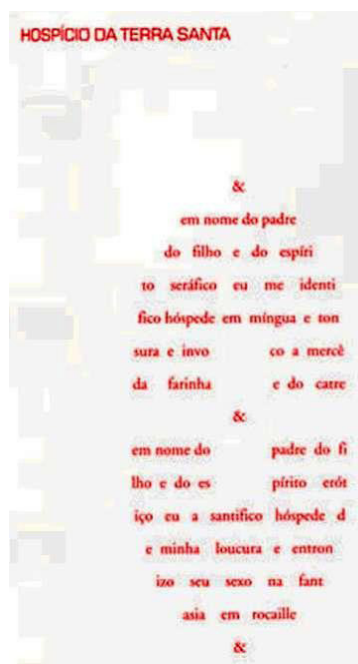 HOSPÍCIO DA TERRA SANTA
&
em nome do padre
do filho e do espíri
to seráfico eu me identi
fico hóspede em míngua e ton
sura e invo co a mercê
da farinha e do catre
&
em nome do padre do fi
lho e do es pírito erót
iço eu a santifico hóspede d
e minha loucura e entron
izo seu sexo na fant
asia em rocaille
&